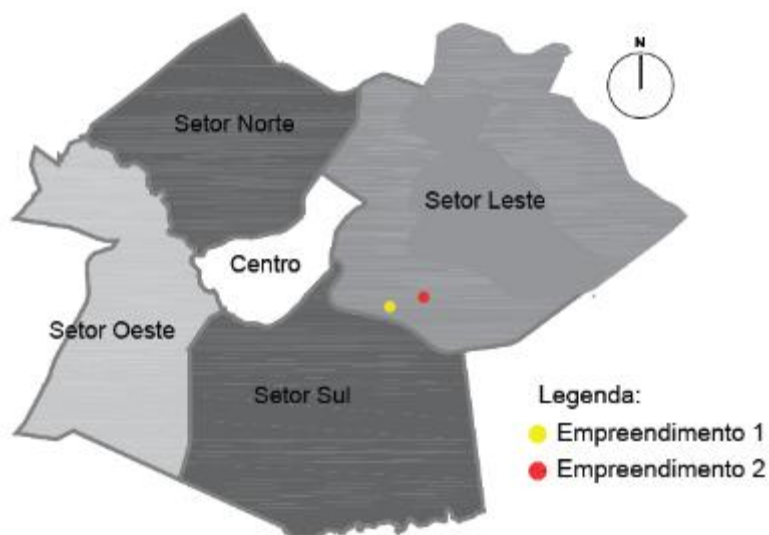 N
Setor Norte
Setor Leste
Centro
Setor Oeste
Setor Sul
Legenda:
Empreendimento 1
Empreendimento 2